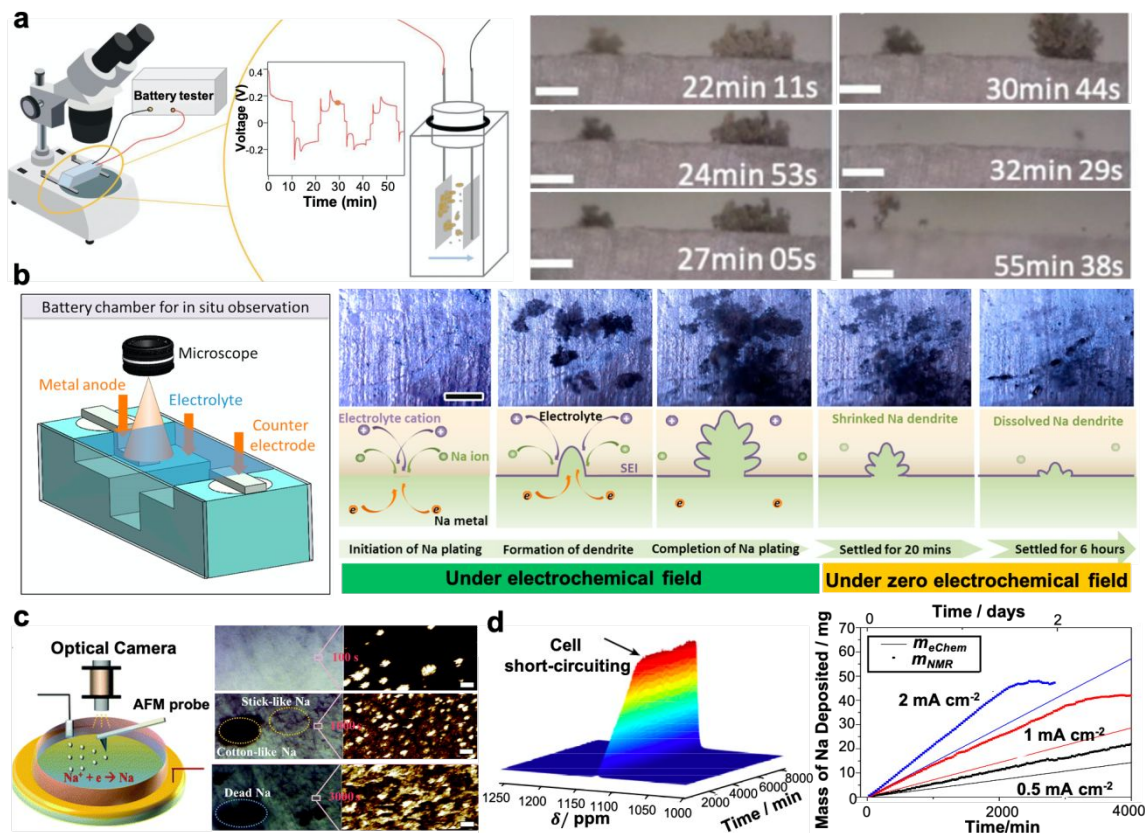 a
Battery tester
Voltage (V)
0.4
0.2
0
-0.2
0 10 20 30 40 50
Time (min)
22min 11s
30min 44s
24min 53s
32min 29s
27min 05s
55min 38s
b
Battery chamber for in situ observation
Microscope
Metal anode
Electrolyte
Counter
electrode
Electrolyte cation
Na ion
e
e
Na metal
Electrolyte
SEI
e
e
e
e
Shrinked Na dendrite
Dissolved Na dendrite
Initiation of Na plating
Formation of dendrite
Completion of Na plating
Settled for 20 mins
Settled for 6 hours
Under electrochemical field
Under zero electrochemical field
c
Optical Camera
AFM probe
Na⁺ + e → Na
100 s
Stick-like Na
Cotton-like Na
Dead Na
3000 s
d
Cell
short-circuiting
1250 1200 1150 1100 1050 1000
δ/ ppm
2000 4000 6000 8000
Time / min
Time / days
0 2
Mass of Na Deposited / mg
70
60
50
40
30
20
10
0
m eChem
m NMR
2 mA cm⁻²
1 mA cm⁻²
0.5 mA cm⁻²
0 1000 2000 3000 4000
Time/min